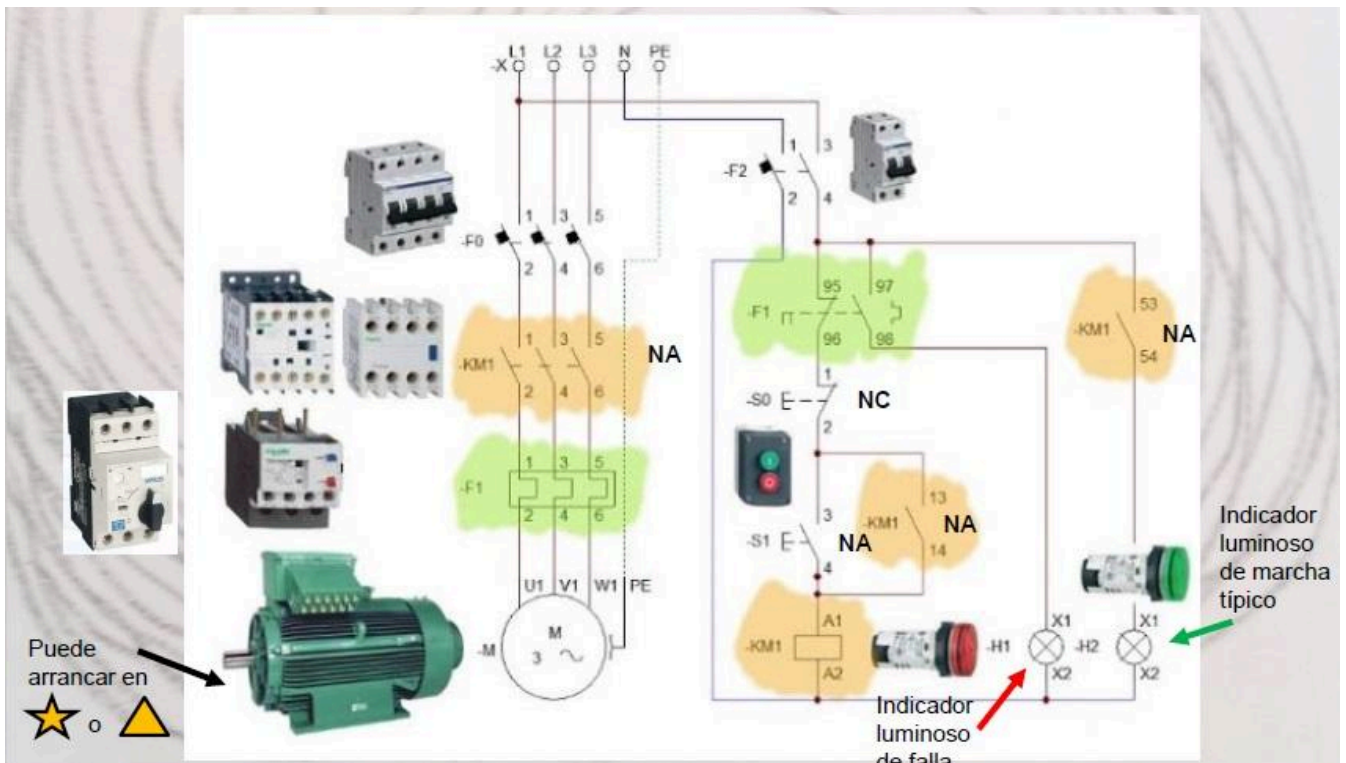 L1 L2 L3 N PE
-X
1 3
-F2
2 4
1 3 5
-F0
2 4 6
95 97
-F1
96 98
53
-KM1 NA
54
1 3 5
-KM1 NA
2 4 6
1
-S0 NC
2
1 3 5
-F1
2 4 6
13
-KM1 NA
14
3
-S1 NA
4
U1 V1 W1 PE
M
-M
3
A1
-KM1
A2
X1
-H1
X2
X1
-H2
X2
Indicador
luminoso
de marcha
típico
Puede
arrancar en
o
Indicador
luminoso
de falla